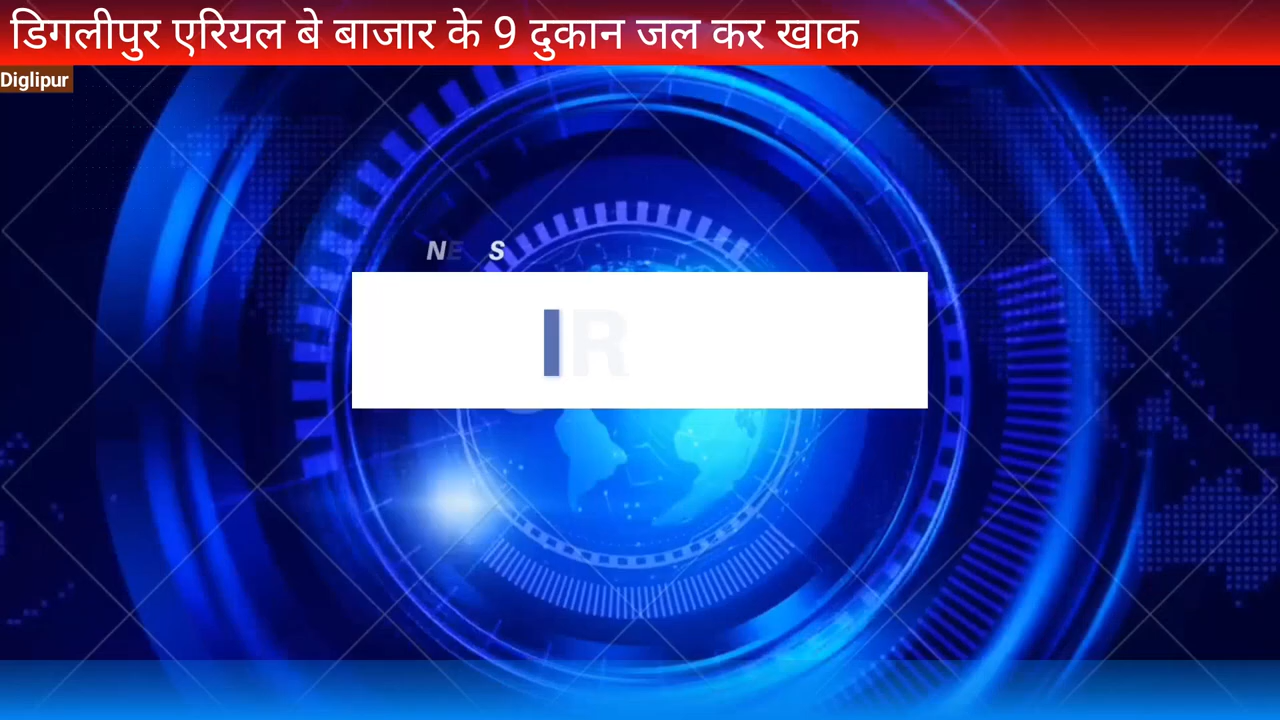 डिगलीपुर एरियल बे बाजार के 9 दुकान जल कर खाक
Diglipur